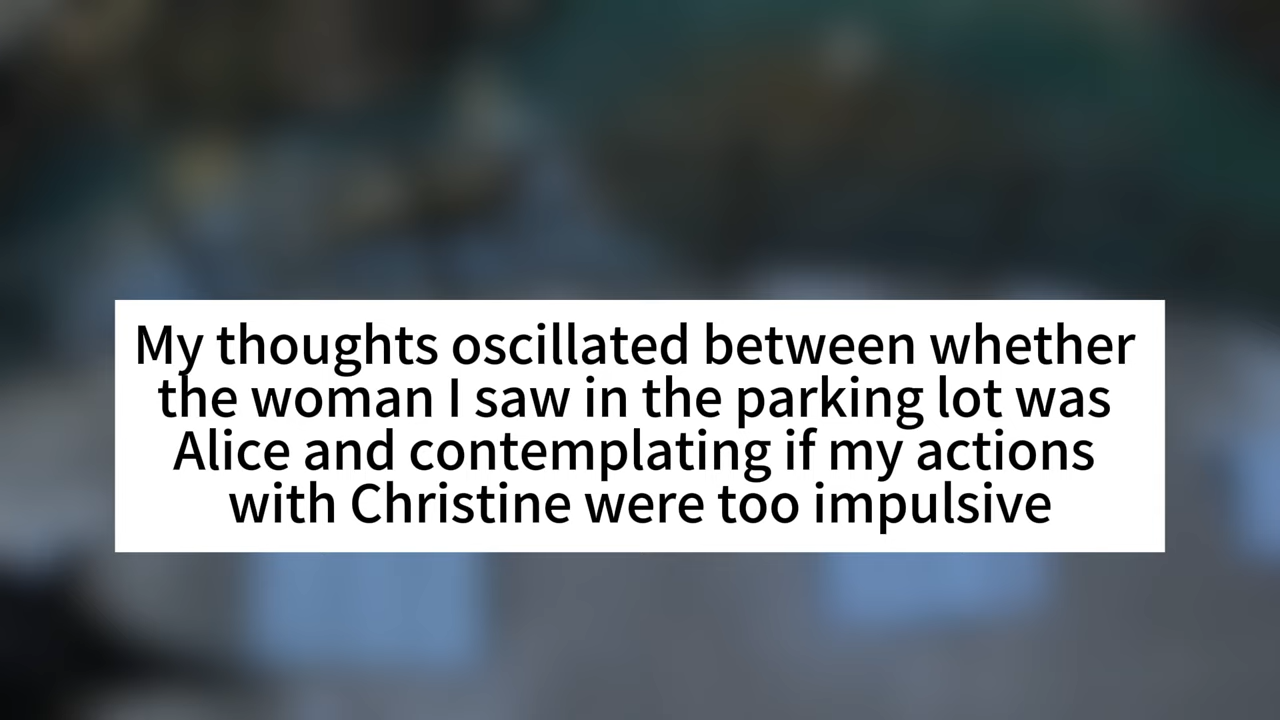 My thoughts oscillated between whether
the woman I saw in the parking lot was
Alice and contemplating if my actions
with Christine were too impulsive